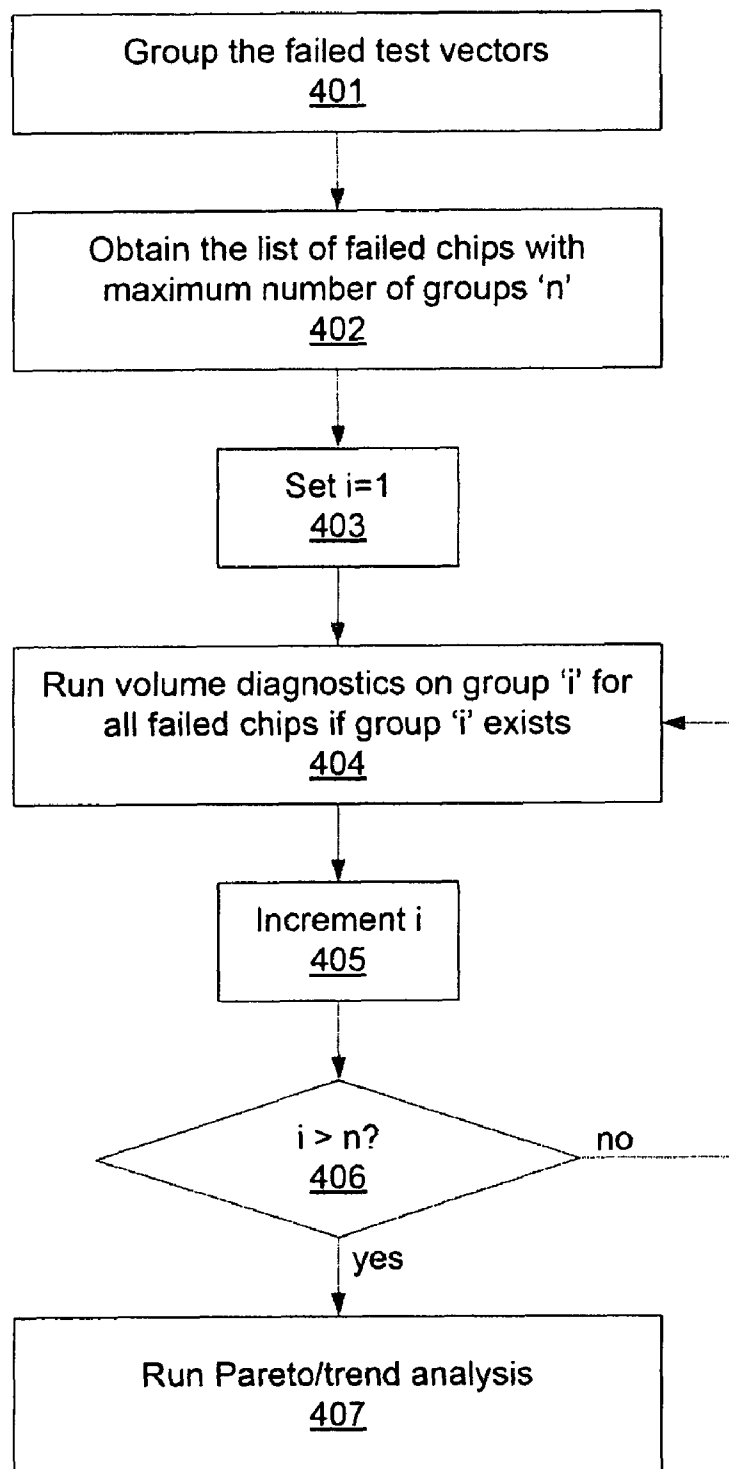 Group the failed test vectors
401
Obtain the list of failed chips with
maximum number of groups ‘n’
402
Set i=1
403
Run volume diagnostics on group ‘i’ for
all failed chips if group ‘i’ exists
404
Increment i
405
i > n?
406
no
yes
Run Pareto/trend analysis
407